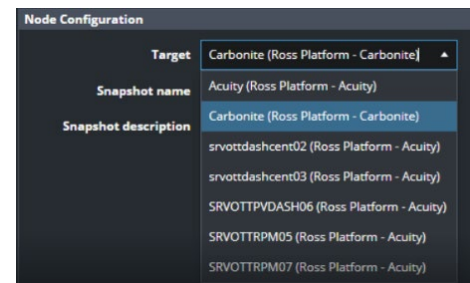 Node Configuration
Target
Carbonite (Ross Platform - Carbonite)
Snapshot name
Acuity (Ross Platform - Acuity)
Carbonite (Ross Platform - Carbonite)
Snapshot description
srvottdashcent02 (Ross Platform - Acuity)
srvottdashcent03 (Ross Platform - Acuity)
SRVOTTPVDASH06 (Ross Platform - Acuity)
SRVOTTRPM05 (Ross Platform - Acuity)
SRVOTTRPM07 (Ross Platform - Acuity)